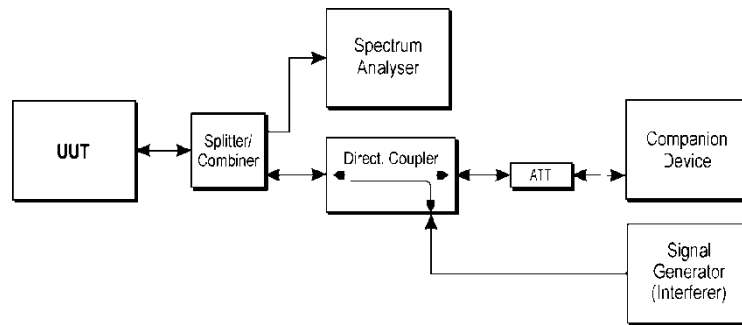 Spectrum
Analyser
UUT
Splitter/
Combiner
Direct. Coupler
ATT
Companion
Device
Signal
Generator
(Interferer)